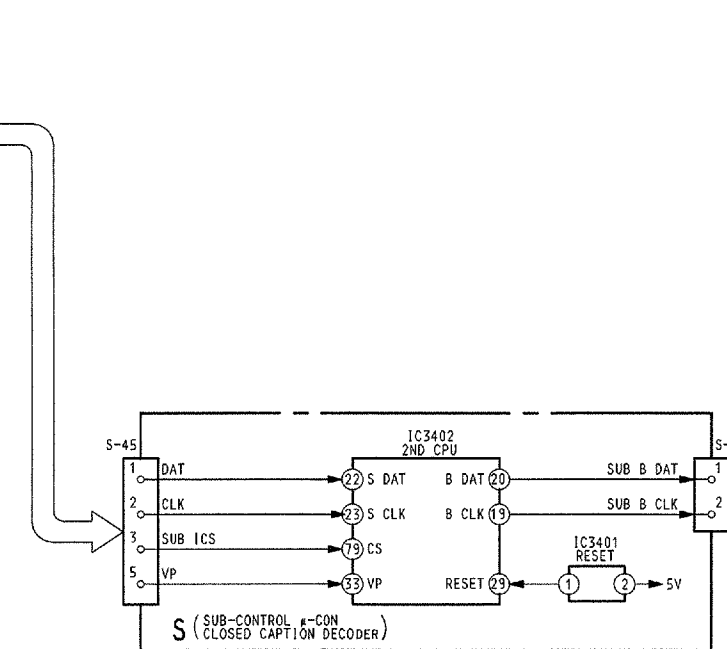 IC3402
2ND CPU
S-45
S-
1
DAT
22
S DAT
B DAT
20
SUB B DAT
1
2
CLK
23
S CLK
B CLK
19
SUB B CLK
2
3
SUB ICS
79
CS
IC3401
RESET
5
VP
33
VP
RESET
29
1
2
5V
S
(SUB-CONTROL μ-CON
CLOSED CAPTION DECODER)